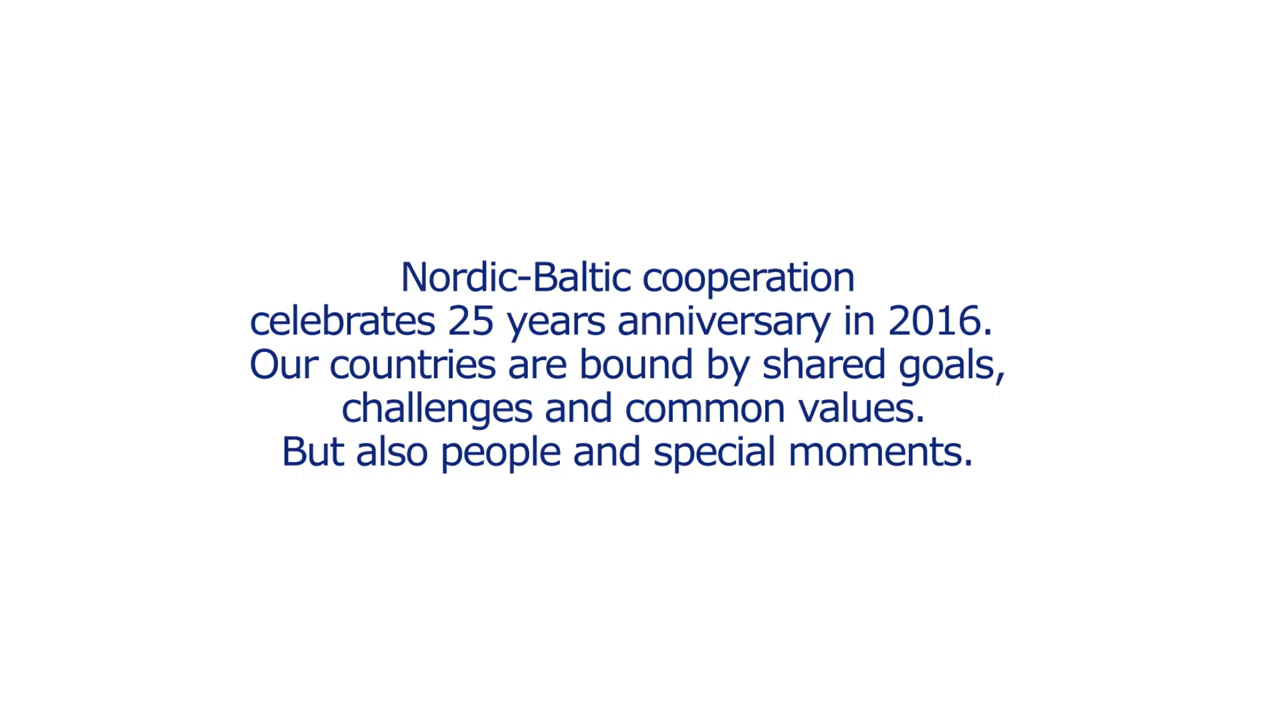 Nordic-Baltic cooperation
celebrates 25 years anniversary in 2016.
Our countries are bound by shared goals,
challenges and common values.
But also people and special moments.